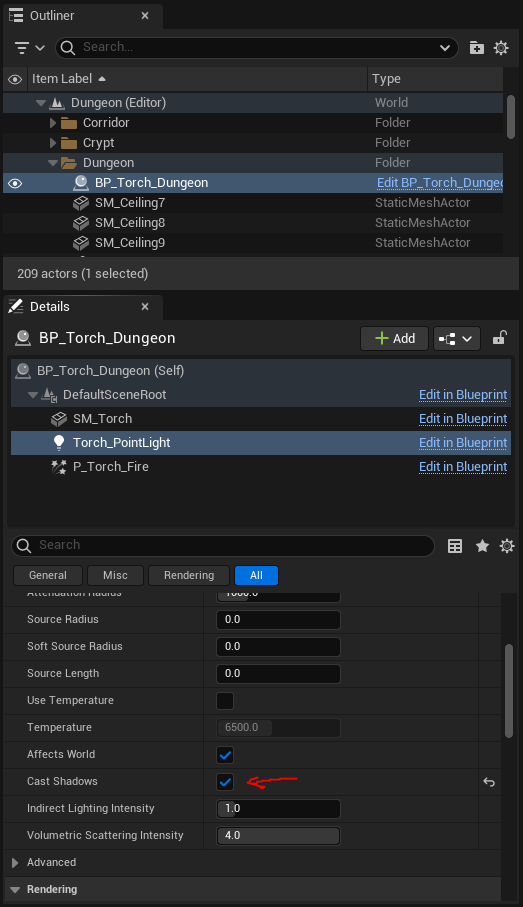 Outliner
Search...
Item Label Type
Dungeon (Editor) World
Corridor Folder
Crypt Folder
Dungeon Folder
BP_Torch_Dungeon Edit BP_Torch_Dungeo
SM_Ceiling7 StaticMeshActor
SM_Ceiling8 StaticMeshActor
SM_Ceiling9 StaticMeshActor
209 actors (1 selected)
Details
BP_Torch_Dungeon Add
BP_Torch_Dungeon (Self)
DefaultSceneRoot Edit in Blueprint
SM_Torch Edit in Blueprint
Torch_PointLight Edit in Blueprint
P_Torch_Fire Edit in Blueprint
Search
General Misc Rendering All
Attenuation Radius 1000.0
Source Radius 0.0
Soft Source Radius 0.0
Source Length 0.0
Use Temperature
Temperature 6500.0
Affects World
Cast Shadows
Indirect Lighting Intensity 1.0
Volumetric Scattering Intensity 4.0
Advanced
Rendering